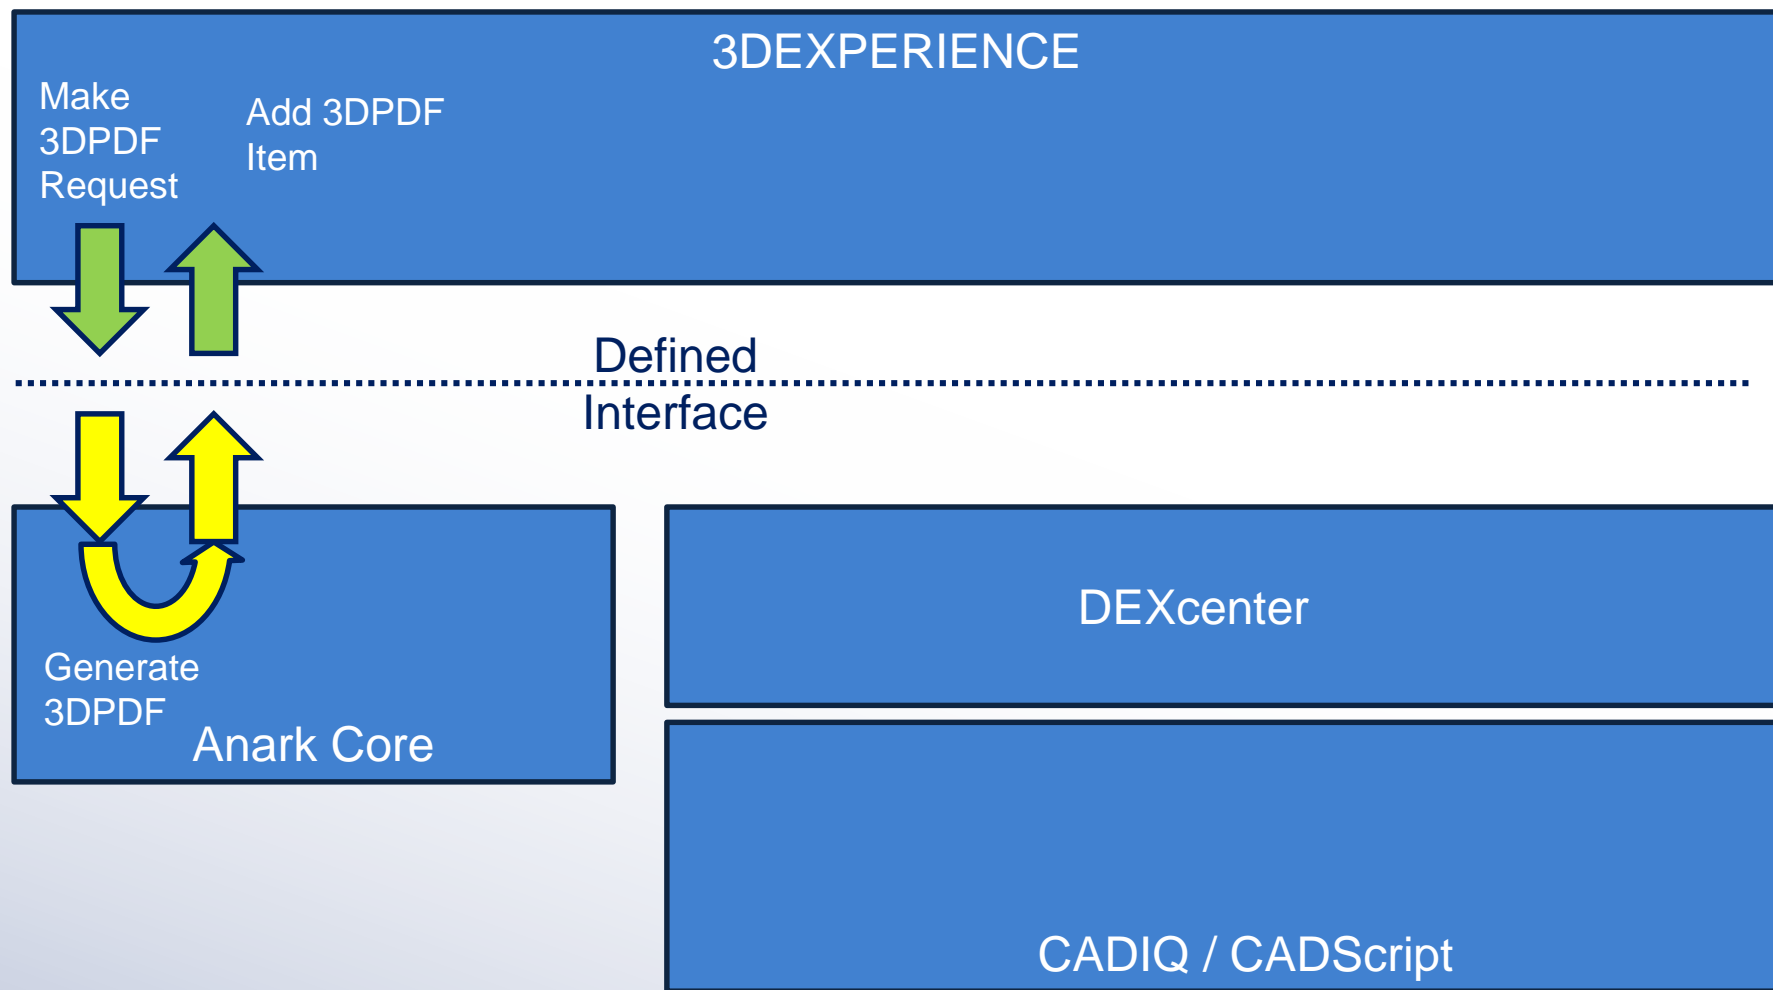 3DEXPERIENCE
Make
3DPDF
Request
Add 3DPDF
Item
Defined
Interface
Generate
3DPDF
Anark Core
DEXcenter
CADIQ / CADScript